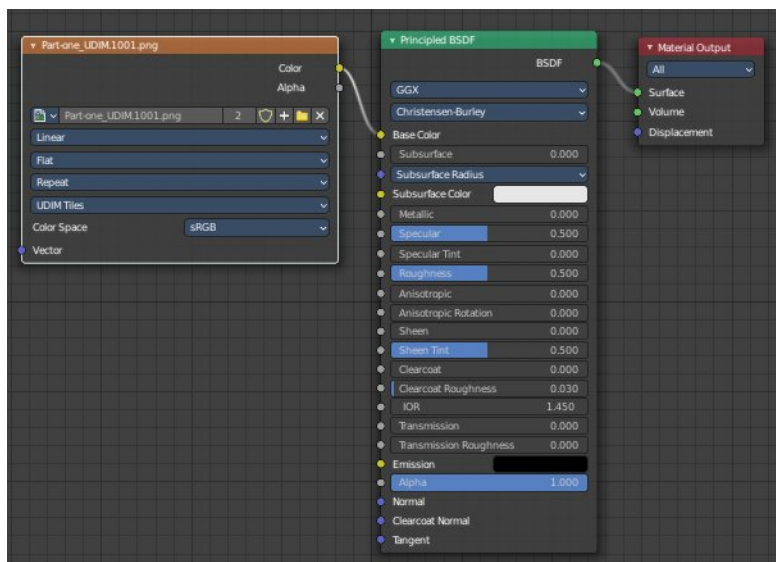 Part-one_UDIM.1001.png
Color
Alpha
Part-one_UDIM.1001.png 2
Linear
Flat
Repeat
UDIM Tiles
Color Space sRGB
Vector
Principled BSDF
BSDF
GGX
Christensen-Burley
Base Color
Subsurface 0.000
Subsurface Radius
Subsurface Color
Metallic 0.000
Specular 0.500
Specular Tint 0.000
Roughness 0.500
Anisotropic 0.000
Anisotropic Rotation 0.000
Sheen 0.000
Sheen Tint 0.500
Clearcoat 0.000
Clearcoat Roughness 0.030
IOR 1.450
Transmission 0.000
Transmission Roughness 0.000
Emission
Alpha 1.000
Normal
Clearcoat Normal
Tangent
Material Output
All
Surface
Volume
Displacement